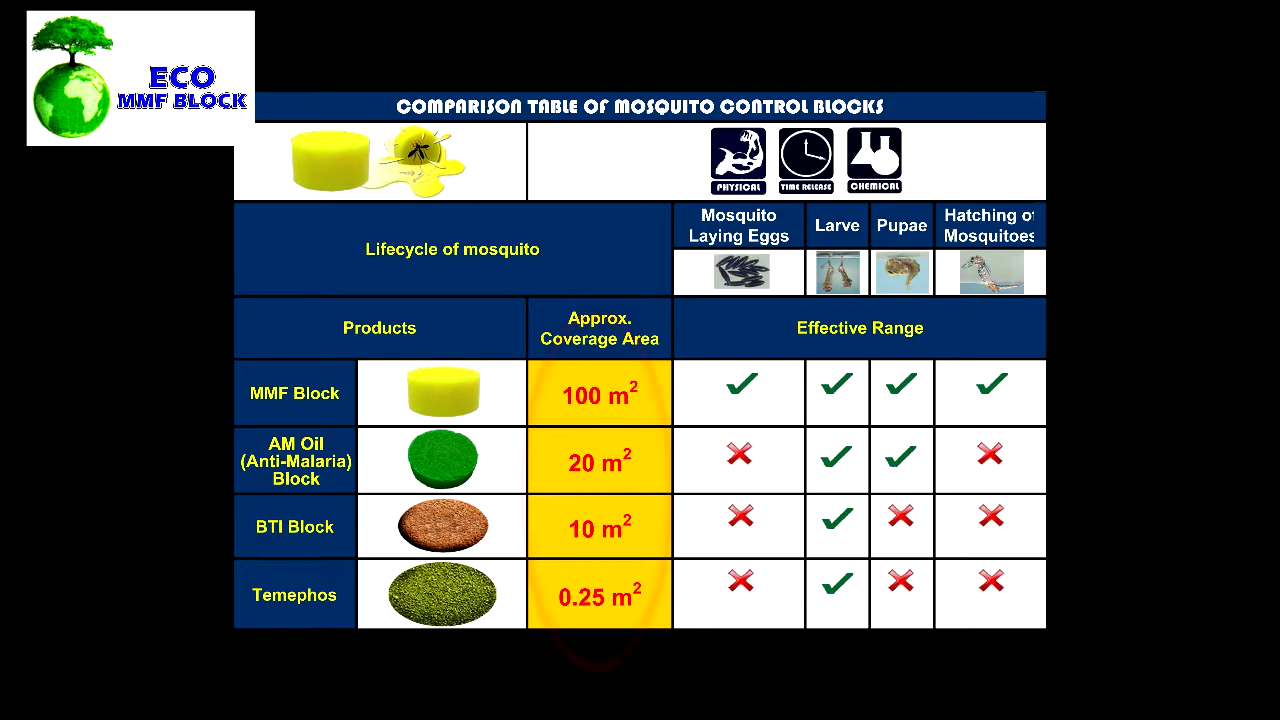 ECO
MMF BLOCK
COMPARISON TABLE OF MOSQUITO CONTROL BLOCKS
PHYSICAL
TIME RELEASE
CHEMICAL
Lifecycle of mosquito
Mosquito
Laying Eggs
Larve
Pupae
Hatching of
Mosquitoes
Products
Approx.
Coverage Area
Effective Range
MMF Block
100 m²
AM Oil
(Anti-Malaria)
Block
20 m²
BTI Block
10 m²
Temephos
0.25 m²